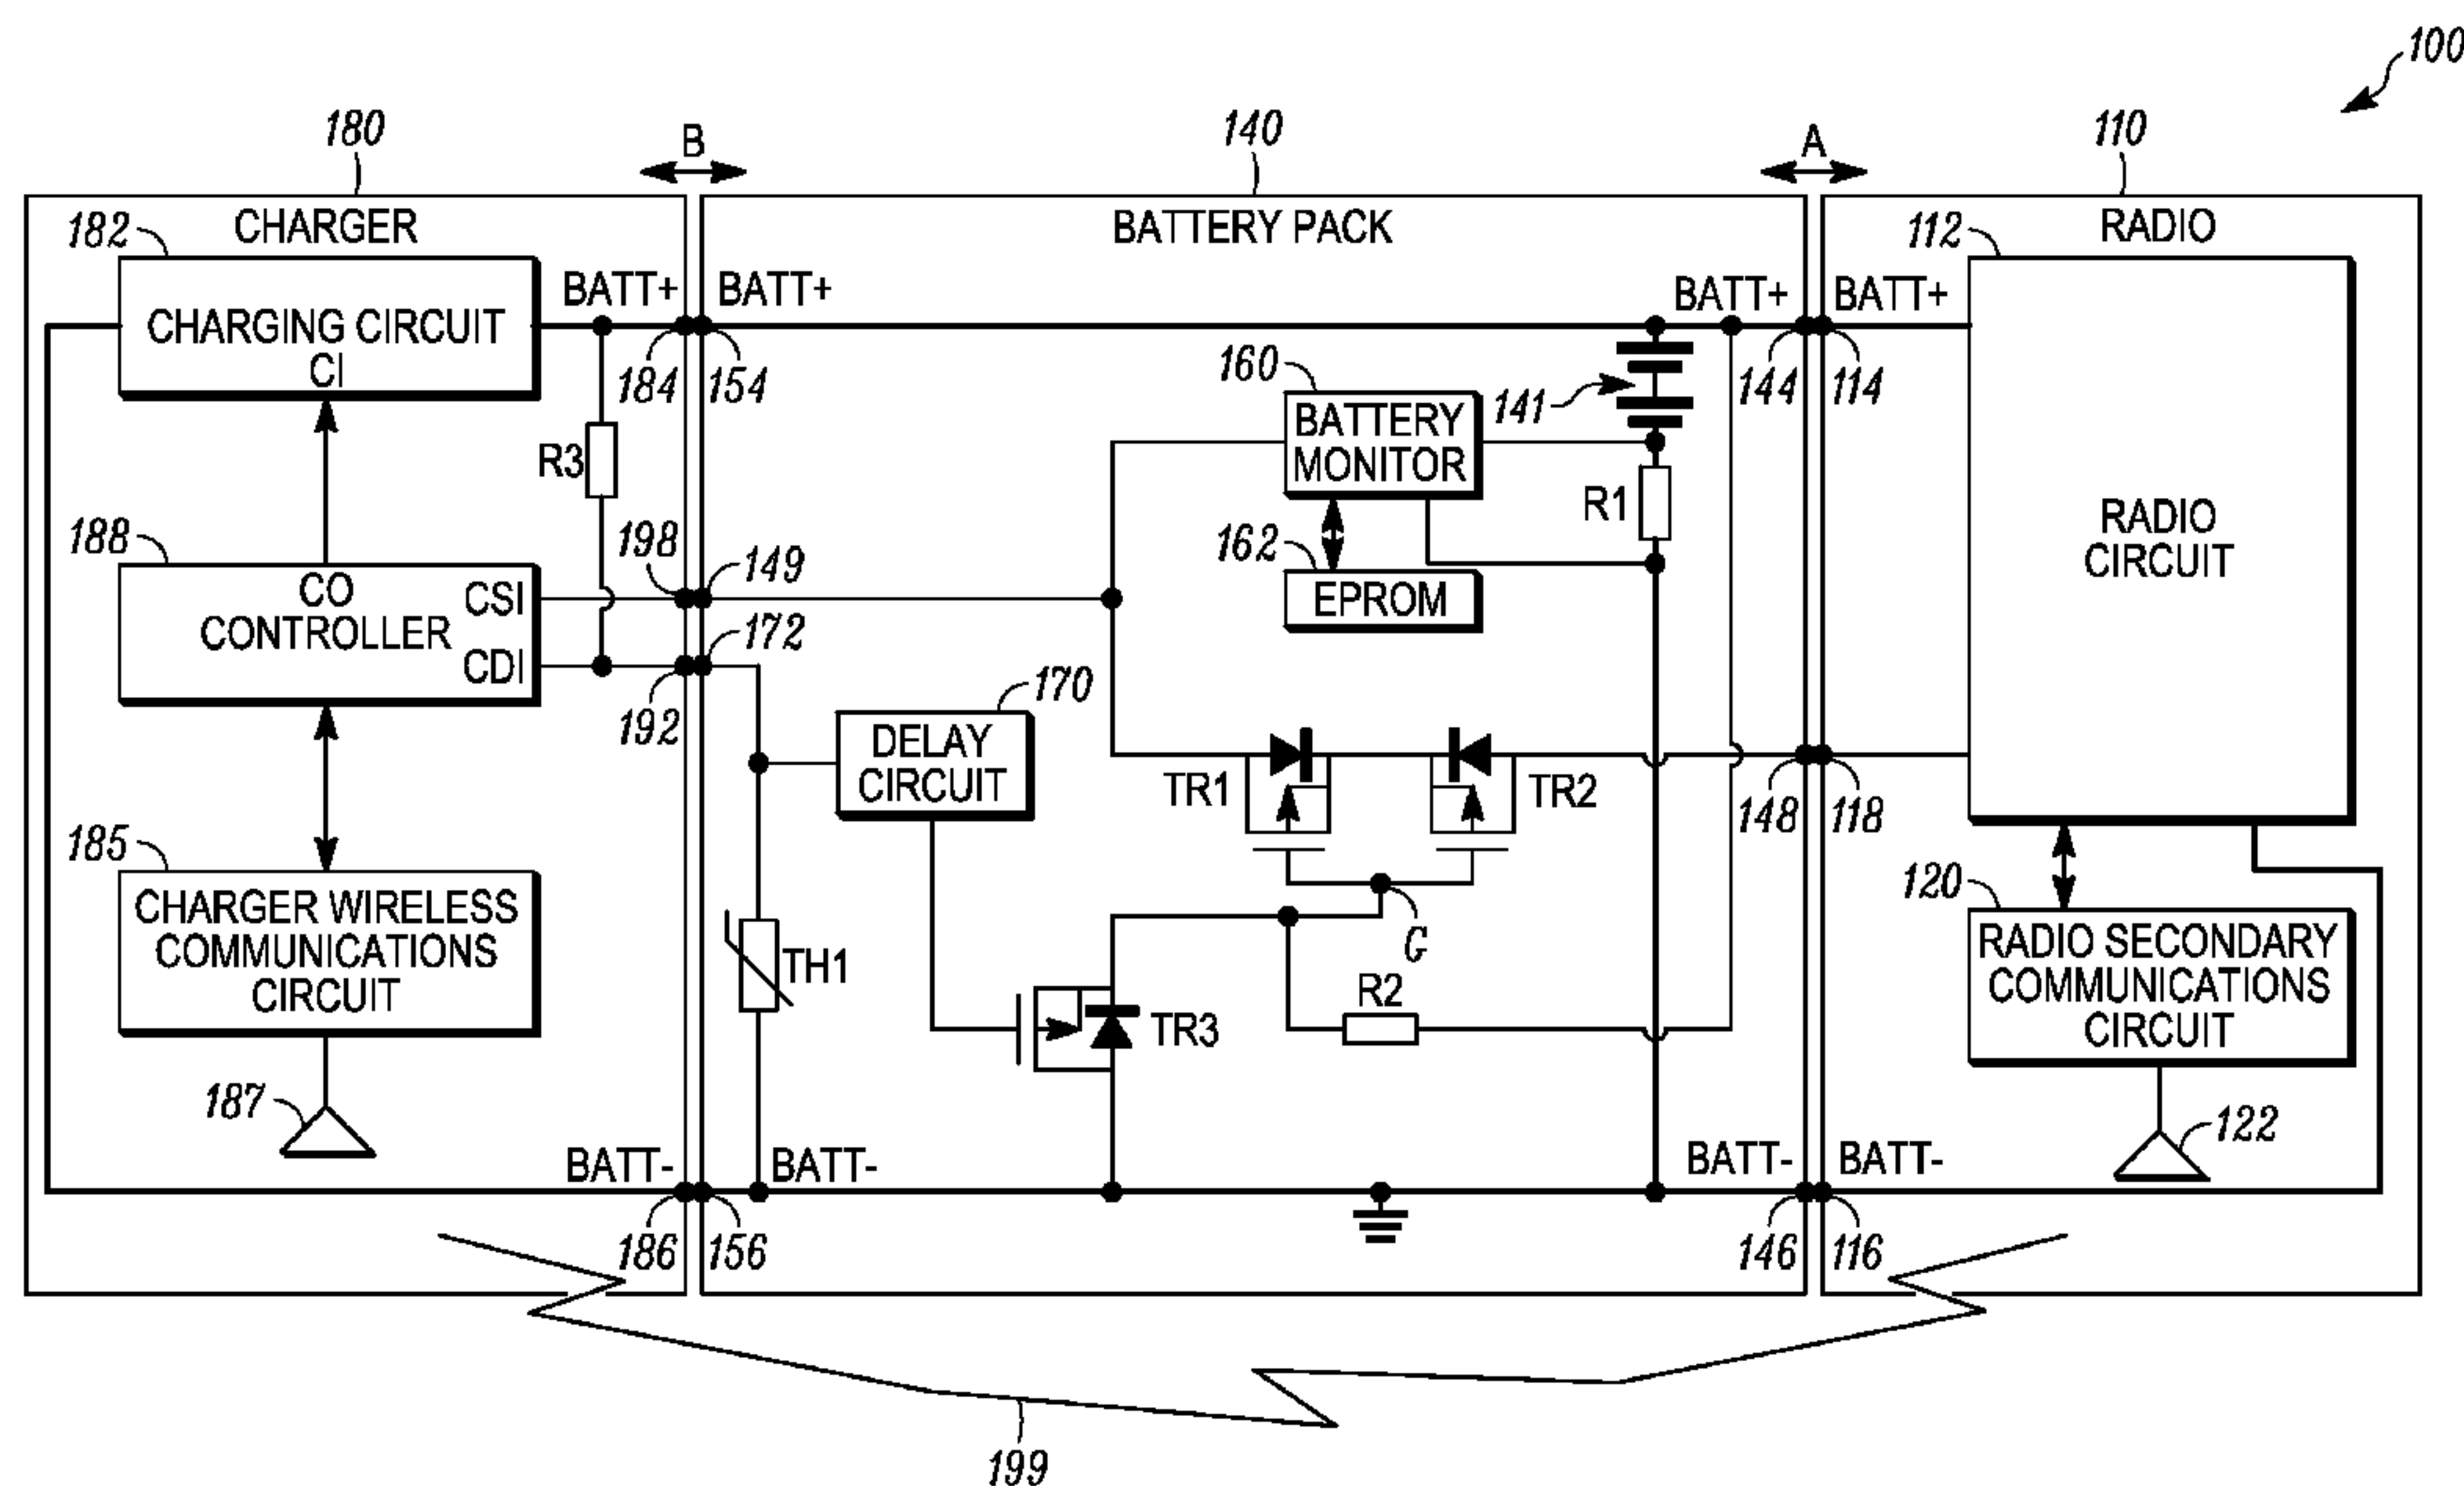 100
180
B
140
A
110
CHARGER
BATTERY PACK
RADIO
182
CHARGING CIRCUIT
CI
BATT+
BATT+
BATT+
BATT+
112
184
154
144
114
R3
160
BATTERY
MONITOR
141
R1
RADIO
CIRCUIT
188
CO
CONTROLLER
CSI
CDI
198
149
162
EPROM
172
192
170
DELAY
CIRCUIT
TR1
TR2
148
118
185
CHARGER WIRELESS
COMMUNICATIONS
CIRCUIT
187
TH1
G
R2
TR3
120
RADIO SECONDARY
COMMUNICATIONS
CIRCUIT
122
BATT-
BATT-
BATT-
BATT-
186
156
146
116
199